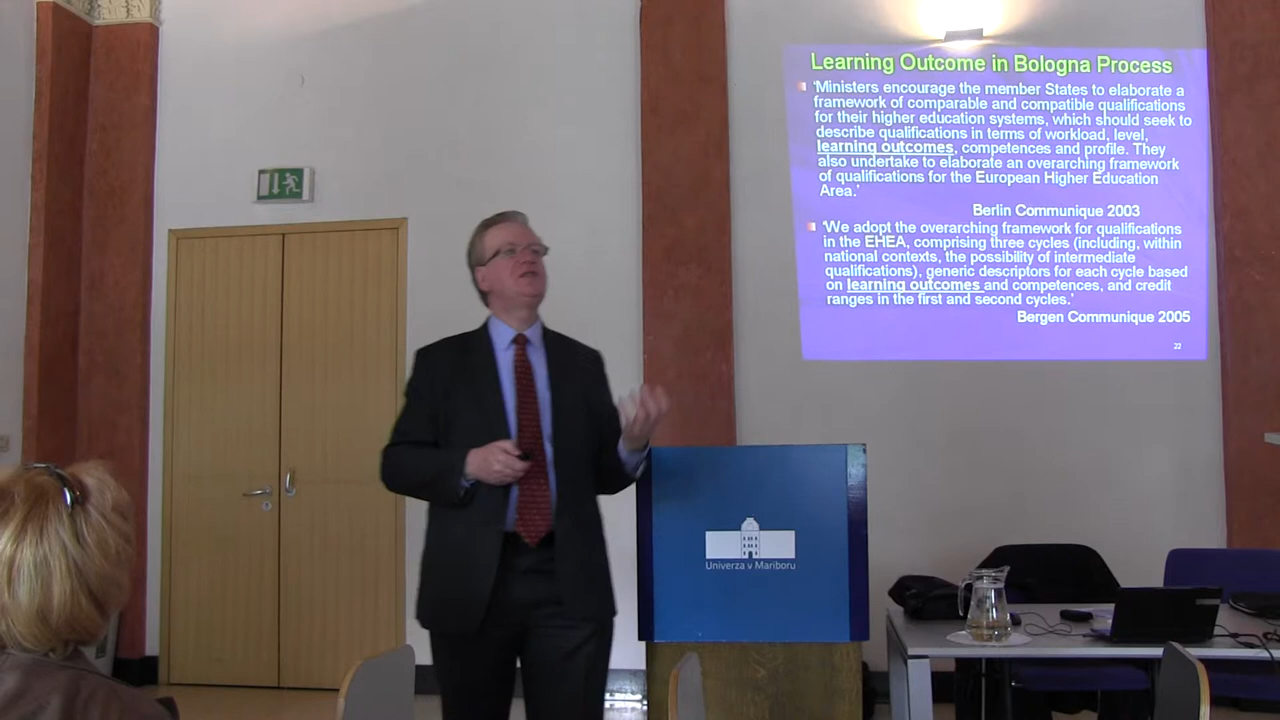 Learning Outcome in Bologna Process
'Ministers encourage the member States to elaborate a
framework of comparable and compatible qualifications
for their higher education systems, which should seek to
describe qualifications in terms of workload, level,
learning outcomes, competences and profile. They
also undertake to elaborate an overarching framework
of qualifications for the European Higher Education
Area.'
Berlin Communique 2003
'We adopt the overarching framework for qualifications
in the EHEA, comprising three cycles (including, within
national contexts, the possibility of intermediate
qualifications), generic descriptors for each cycle based
on learning outcomes and competences, and credit
ranges in the first and second cycles.'
Bergen Communique 2005
22
Univerza v Mariboru